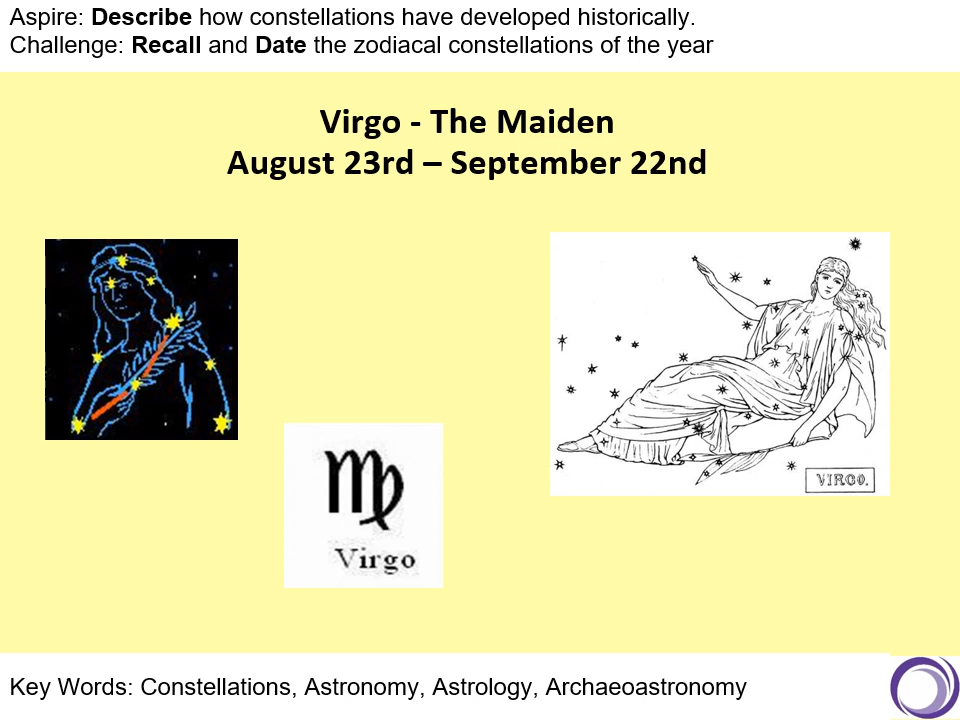 Aspire: Describe how constellations have developed historically.
Challenge: Recall and Date the zodiacal constellations of the year
Virgo - The Maiden
August 23rd – September 22nd
Virgo
VIRGO.
Key Words: Constellations, Astronomy, Astrology, Archaeoastronomy